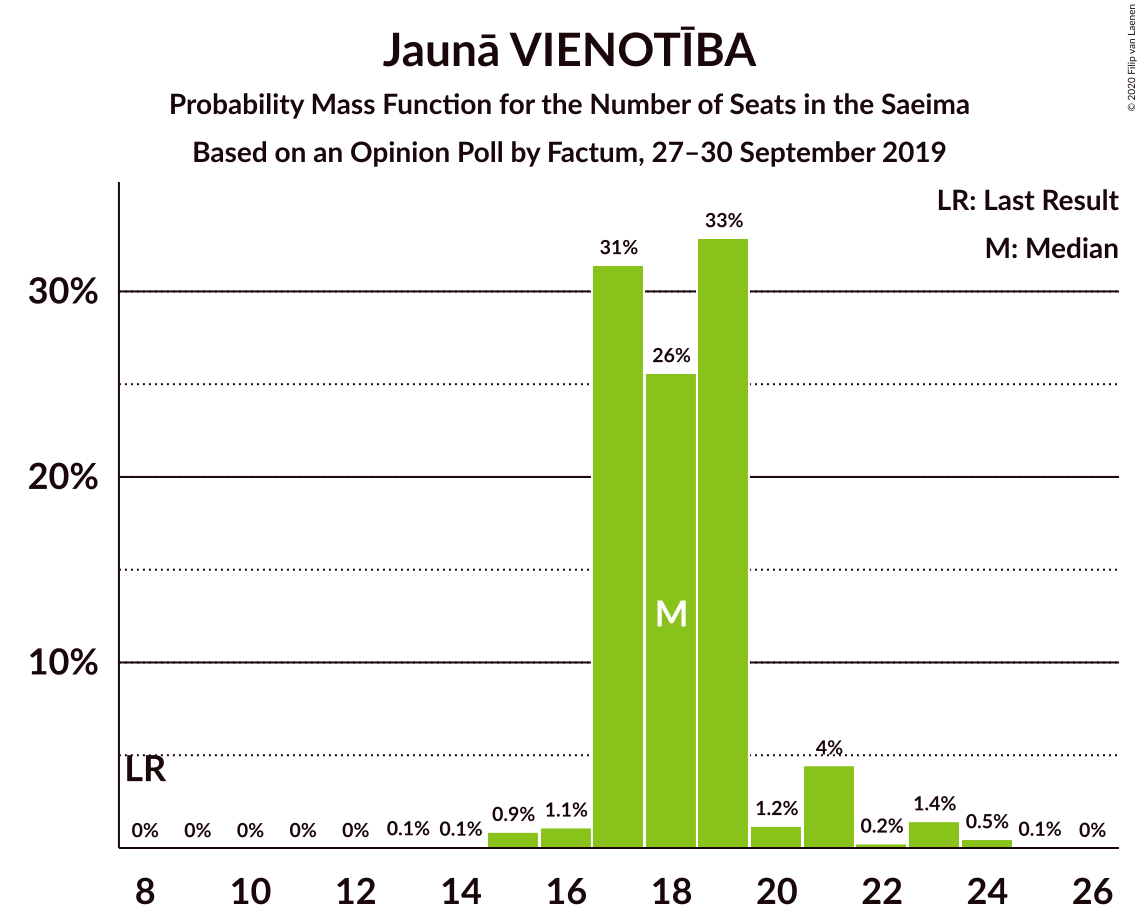 Jaunā VIENOTĪBA
Probability Mass Function for the Number of Seats in the Saeima
Based on an Opinion Poll by Factum, 27–30 September 2019
© 2020 Filip van Laenen
LR: Last Result
M: Median
30%
20%
10%
LR
M
0%
0%
0%
0%
0%
0.1%
0.1%
0.9%
1.1%
31%
26%
33%
1.2%
4%
0.2%
1.4%
0.5%
0.1%
0%
8 10 12 14 16 18 20 22 24 26